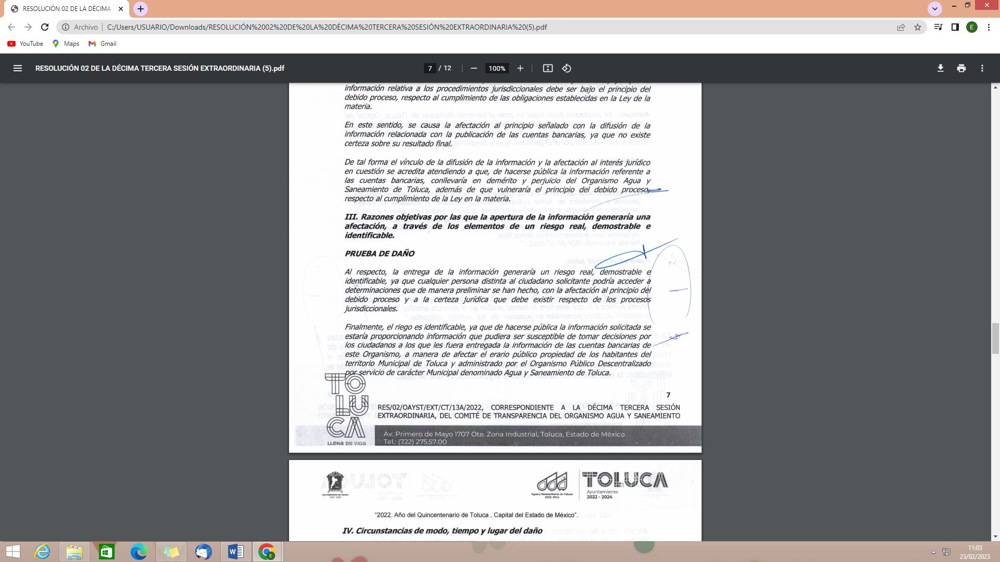 RESOLUCIÓN 02 DE LA DÉCIMA
Archivo
C:/Users/USUARIO/Downloads/RESOLUCIÓN%2002%20DE%20LA%20DÉCIMA%20TERCERA%20SESIÓN%20EXTRAORDINARIA%20(5).pdf
E
YouTube
Maps
Gmail
RESOLUCIÓN 02 DE LA DÉCIMA TERCERA SESIÓN EXTRAORDINARIA (5).pdf
7 / 12
100%
información relativa a los procedimientos jurisdiccionales debe ser bajo el principio del
debido proceso, respecto al cumplimiento de las obligaciones establecidas en la Ley de la
materia.
En este sentido, se causa la afectación al principio señalado con la difusión de la
información relacionada con la publicación de las cuentas bancarias, ya que no existe
certeza sobre su resultado final.
De tal forma el vínculo de la difusión de la información y la afectación al interés jurídico
en cuestión se acredita atendiendo a que, de hacerse pública la información referente a
las cuentas bancarias, conllevaría en demérito y perjuicio del Organismo Agua y
Saneamiento de Toluca, además de que vulneraría el principio del debido proceso,
respecto al cumplimiento de la Ley en la materia.
III. Razones objetivas por las que la apertura de la información generaría una
afectación, a través de los elementos de un riesgo real, demostrable e
identificable.
PRUEBA DE DAÑO
Al respecto, la entrega de la información generaría un riesgo real, demostrable e
identificable, ya que cualquier persona distinta al ciudadano solicitante podría acceder a
determinaciones que de manera preliminar se han hecho, con la afectación al principio del
debido proceso y a la certeza jurídica que debe existir respecto de los procesos
jurisdiccionales.
Finalmente, el riego es identificable, ya que de hacerse pública la información solicitada se
estaría proporcionando información que pudiera ser susceptible de tomar decisiones por
los ciudadanos a los que les fuera entregada la información de las cuentas bancarias de
este Organismo, a manera de afectar el erario público propiedad de los habitantes del
territorio Municipal de Toluca y administrado por el Organismo Público Descentralizado
por servicio de carácter Municipal denominado Agua y Saneamiento de Toluca.
TOLUCA
LLENA DE VIDA
7
RES/02/OAYST/EXT/CT/13A/2022, CORRESPONDIENTE A LA DÉCIMA TERCERA SESIÓN
EXTRAORDINARIA, DEL COMITÉ DE TRANSPARENCIA DEL ORGANISMO AGUA Y SANEAMIENTO
Av. Primero de Mayo 1707 Ote. Zona Industrial, Toluca, Estado de México
Tel.: (722) 275.57.00
Ayuntamiento de Toluca
2022 - 2024
Agua y Saneamiento de Toluca
2022-2024
TOLUCA
Ayuntamiento
2022 - 2024
“2022. Año del Quincentenario de Toluca , Capital del Estado de México”.
IV. Circunstancias de modo, tiempo y lugar del daño
E
11:03
23/02/2023